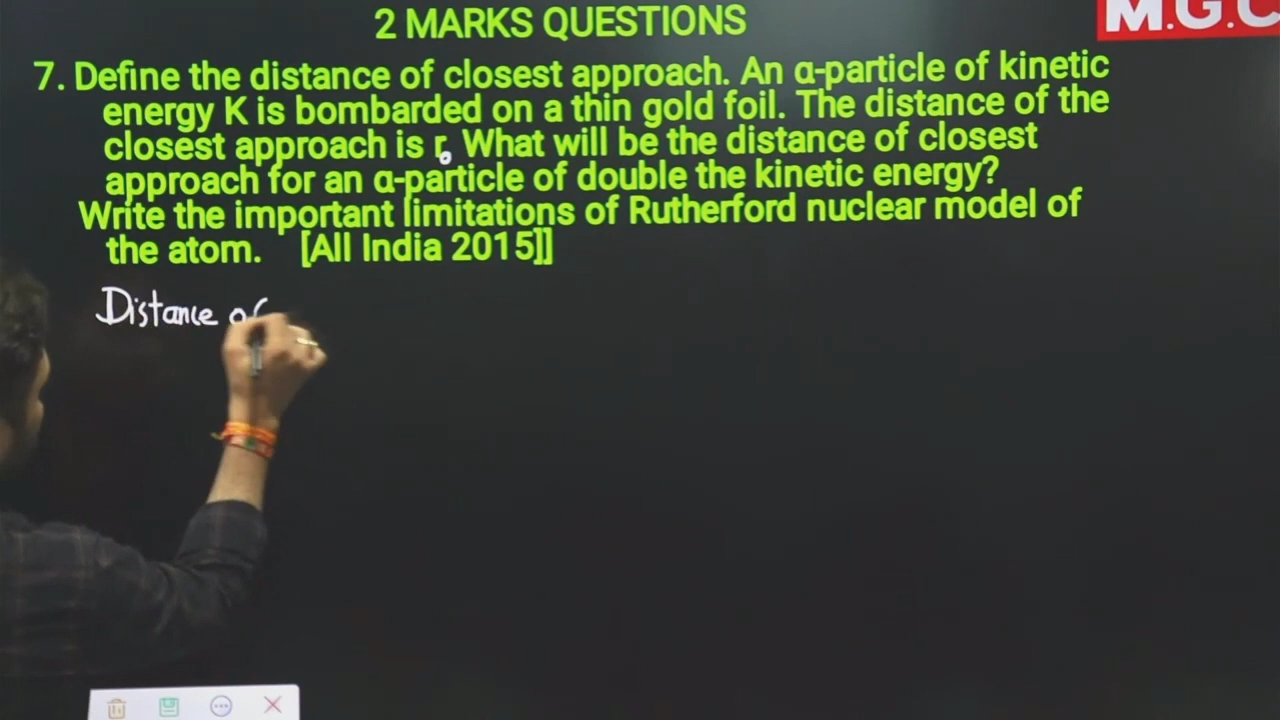 2 MARKS QUESTIONS
M.G.C
7. Define the distance of closest approach. An α-particle of kinetic
energy K is bombarded on a thin gold foil. The distance of the
closest approach is r₀ What will be the distance of closest
approach for an α-particle of double the kinetic energy?
Write the important limitations of Rutherford nuclear model of
the atom. [All India 2015]]
Distance of